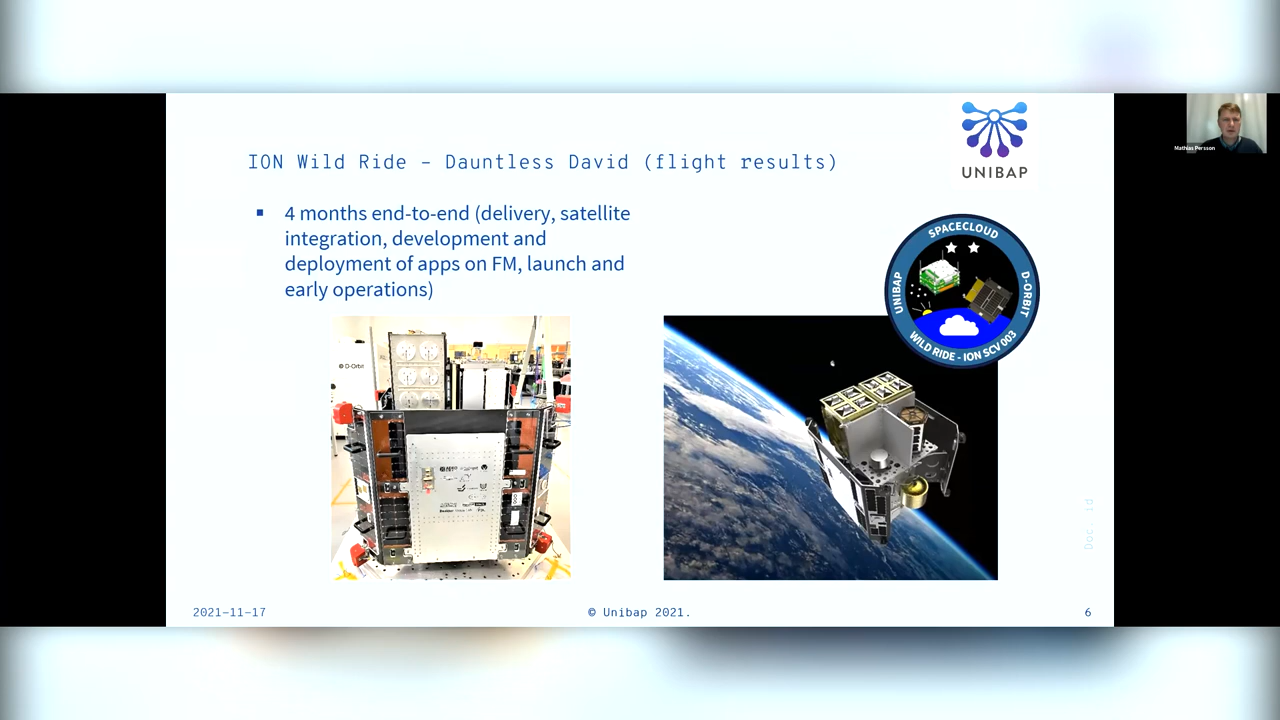 UNIBAP
Mathias Persson
ION Wild Ride – Dauntless David (flight results)
▪ 4 months end-to-end (delivery, satellite
integration, development and
deployment of apps on FM, launch and
early operations)
SPACECLOUD
UNIBAP
D-ORBIT
WILD RIDE - ION SCV 003
D-Orbit
Doc. id
2021-11-17
© Unibap 2021.
6